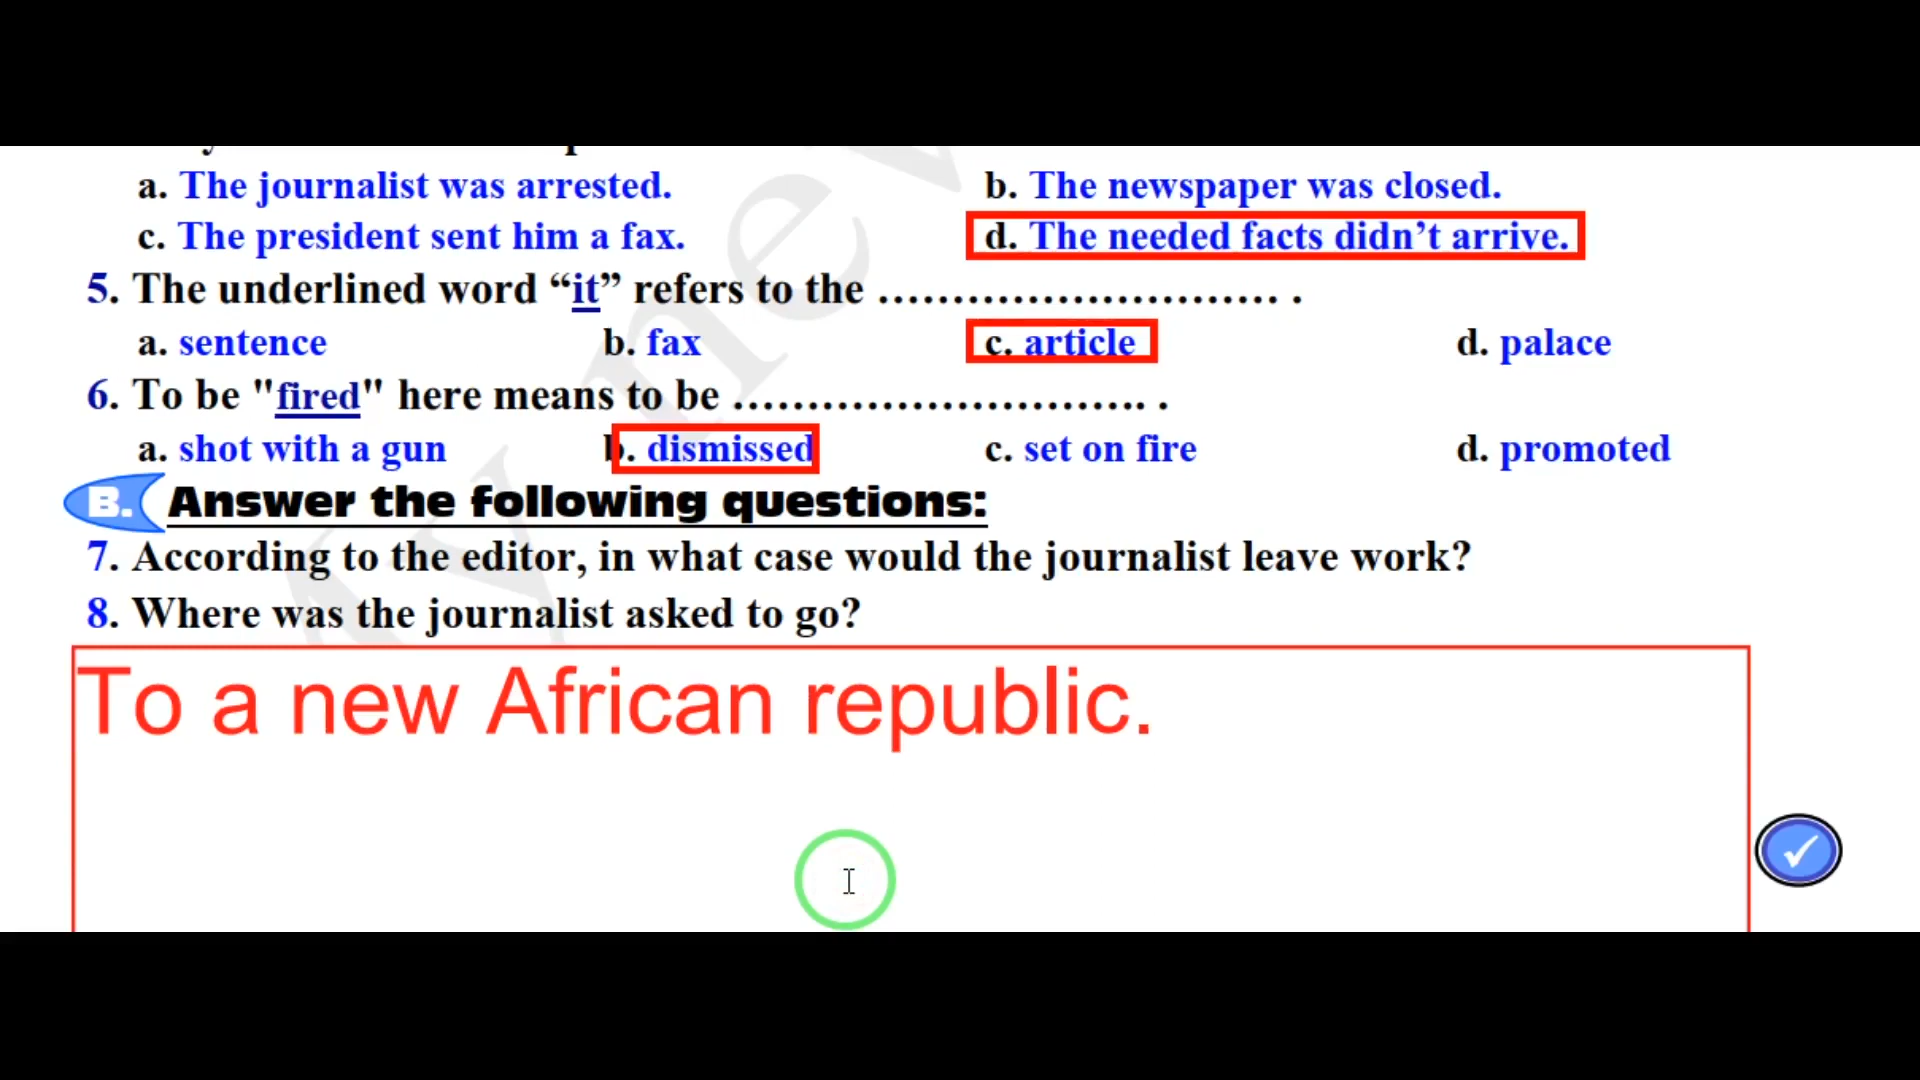 a. The journalist was arrested. b. The newspaper was closed.
c. The president sent him a fax. d. The needed facts didn’t arrive.
5. The underlined word “it” refers to the ……………………… .
a. sentence b. fax c. article d. palace
6. To be "fired" here means to be ………………………. .
a. shot with a gun b. dismissed c. set on fire d. promoted
B. Answer the following questions:
7. According to the editor, in what case would the journalist leave work?
8. Where was the journalist asked to go?
To a new African republic.